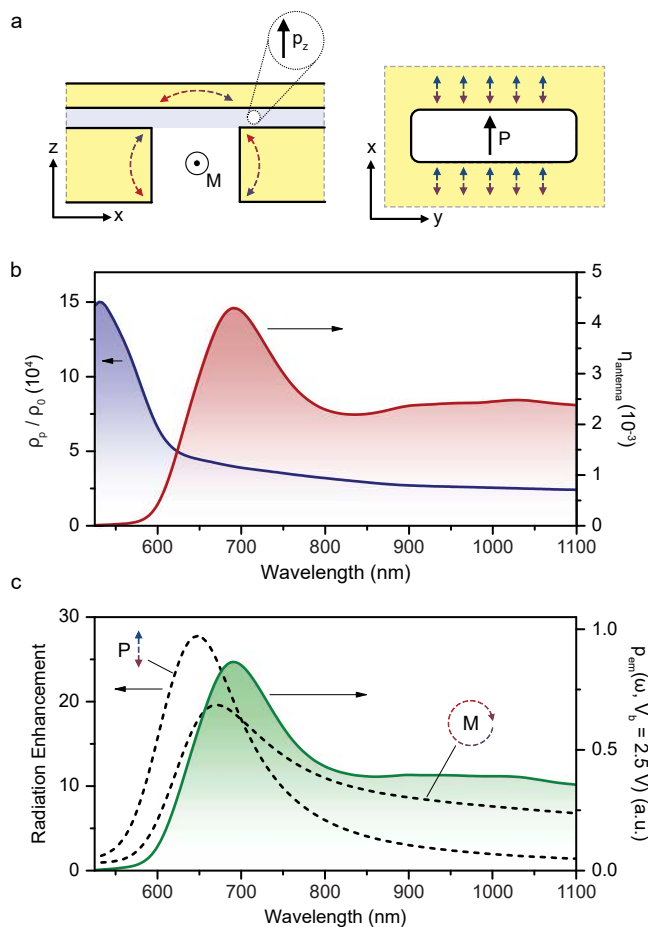 a
p_z
z
M
x
x
P
y
b
15
10
5
0
ρ_p / ρ_0 (10^4)
5
4
3
2
1
0
η_antenna (10^-3)
600 700 800 900 1000 1100
Wavelength (nm)
c
30
20
10
0
Radiation Enhancement
P
M
1.0
0.5
0.0
p_em(ω, V_b = 2.5 V) (a.u.)
600 700 800 900 1000 1100
Wavelength (nm)